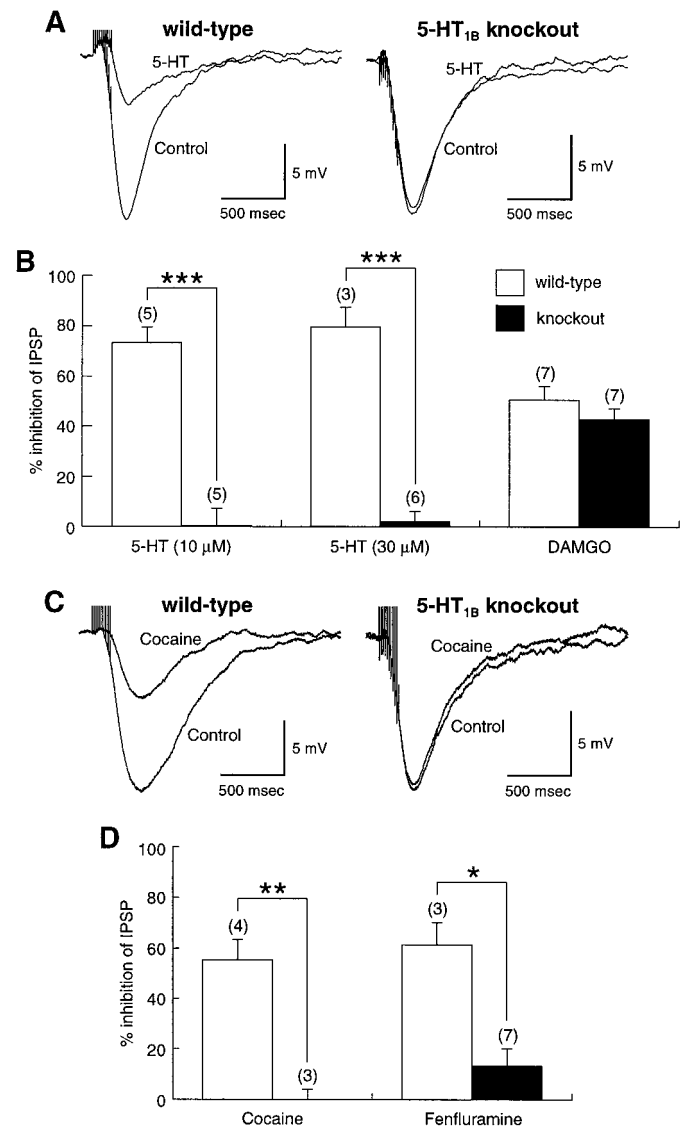 A
wild-type
5-HT1B knockout
5-HT
5-HT
Control
Control
5 mV
5 mV
500 msec
500 msec
B
% inhibition of IPSP
100
80
60
40
20
0
***
***
(5)
(5)
(3)
(6)
(7)
(7)
wild-type
knockout
5-HT (10 µM)
5-HT (30 µM)
DAMGO
C
wild-type
5-HT1B knockout
Cocaine
Cocaine
Control
Control
5 mV
5 mV
500 msec
500 msec
D
% inhibition of IPSP
100
80
60
40
20
0
**
*
(4)
(3)
(3)
(7)
Cocaine
Fenfluramine